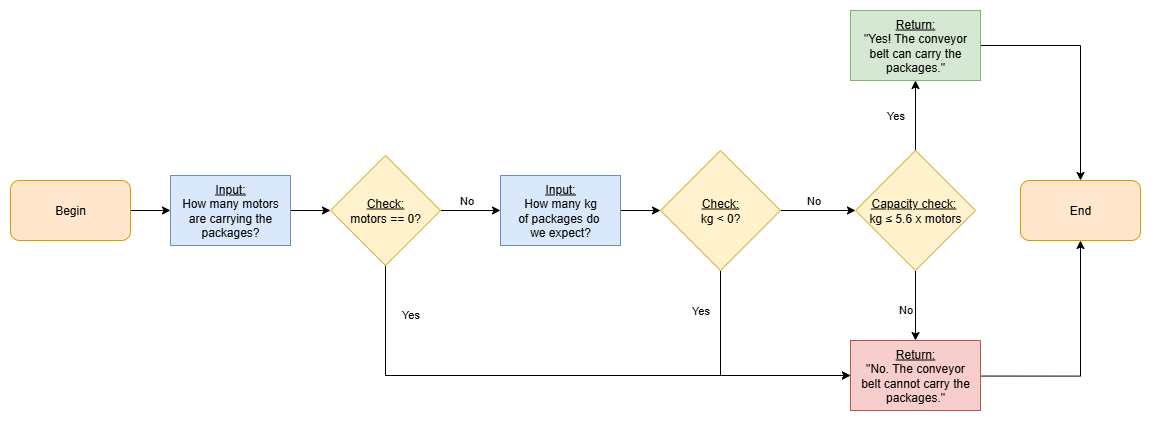 Begin
Input:
How many motors
are carrying the
packages?
Check:
motors == 0?
No
Yes
Input:
How many kg
of packages do
we expect?
Check:
kg < 0?
No
Yes
Capacity check:
kg ≤ 5.6 x motors
Yes
No
Return:
"Yes! The conveyor
belt can carry the
packages."
Return:
"No. The conveyor
belt cannot carry the
packages."
End